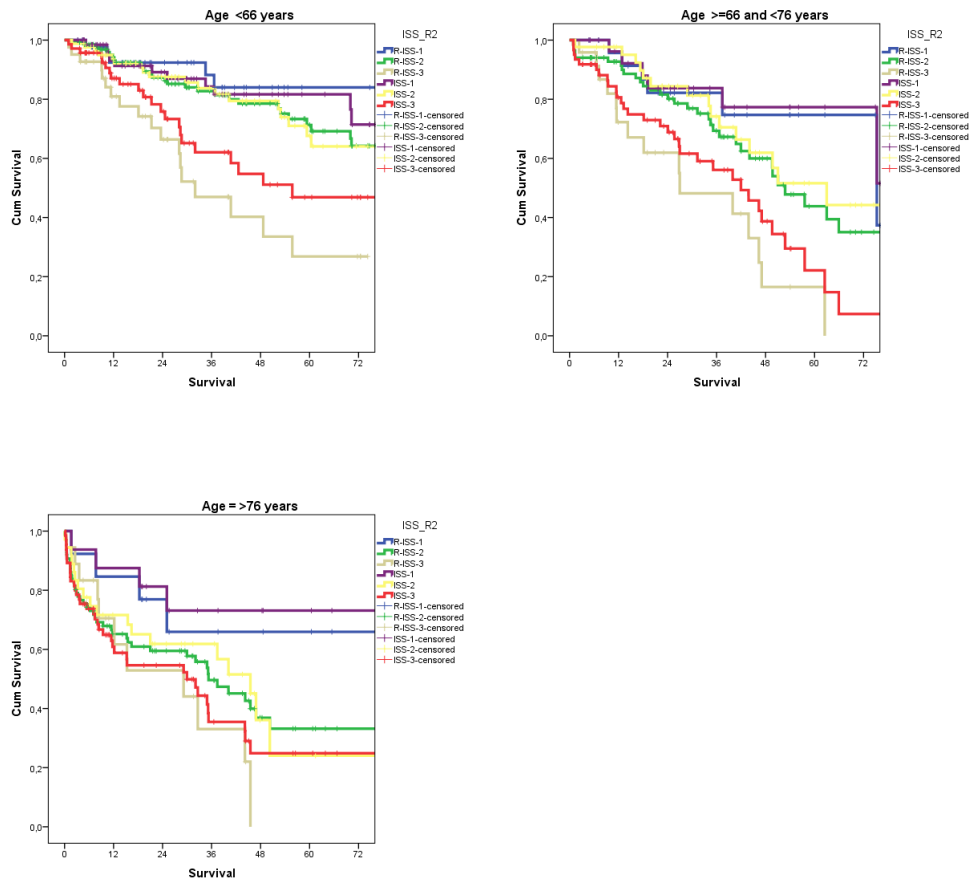 Age <66 years
ISS_R2
R-ISS-1
R-ISS-2
R-ISS-3
ISS-1
ISS-2
ISS-3
R-ISS-1-censored
R-ISS-2-censored
R-ISS-3-censored
ISS-1-censored
ISS-2-censored
ISS-3-censored
Cum Survival
1,0
0,8
0,6
0,4
0,2
0,0
0 12 24 36 48 60 72
Survival
Age >=66 and <76 years
ISS_R2
R-ISS-1
R-ISS-2
R-ISS-3
ISS-1
ISS-2
ISS-3
R-ISS-1-censored
R-ISS-2-censored
R-ISS-3-censored
ISS-1-censored
ISS-2-censored
ISS-3-censored
Cum Survival
1,0
0,8
0,6
0,4
0,2
0,0
0 12 24 36 48 60 72
Survival
Age = >76 years
ISS_R2
R-ISS-1
R-ISS-2
R-ISS-3
ISS-1
ISS-2
ISS-3
R-ISS-1-censored
R-ISS-2-censored
R-ISS-3-censored
ISS-1-censored
ISS-2-censored
ISS-3-censored
Cum Survival
1,0
0,8
0,6
0,4
0,2
0,0
0 12 24 36 48 60 72
Survival